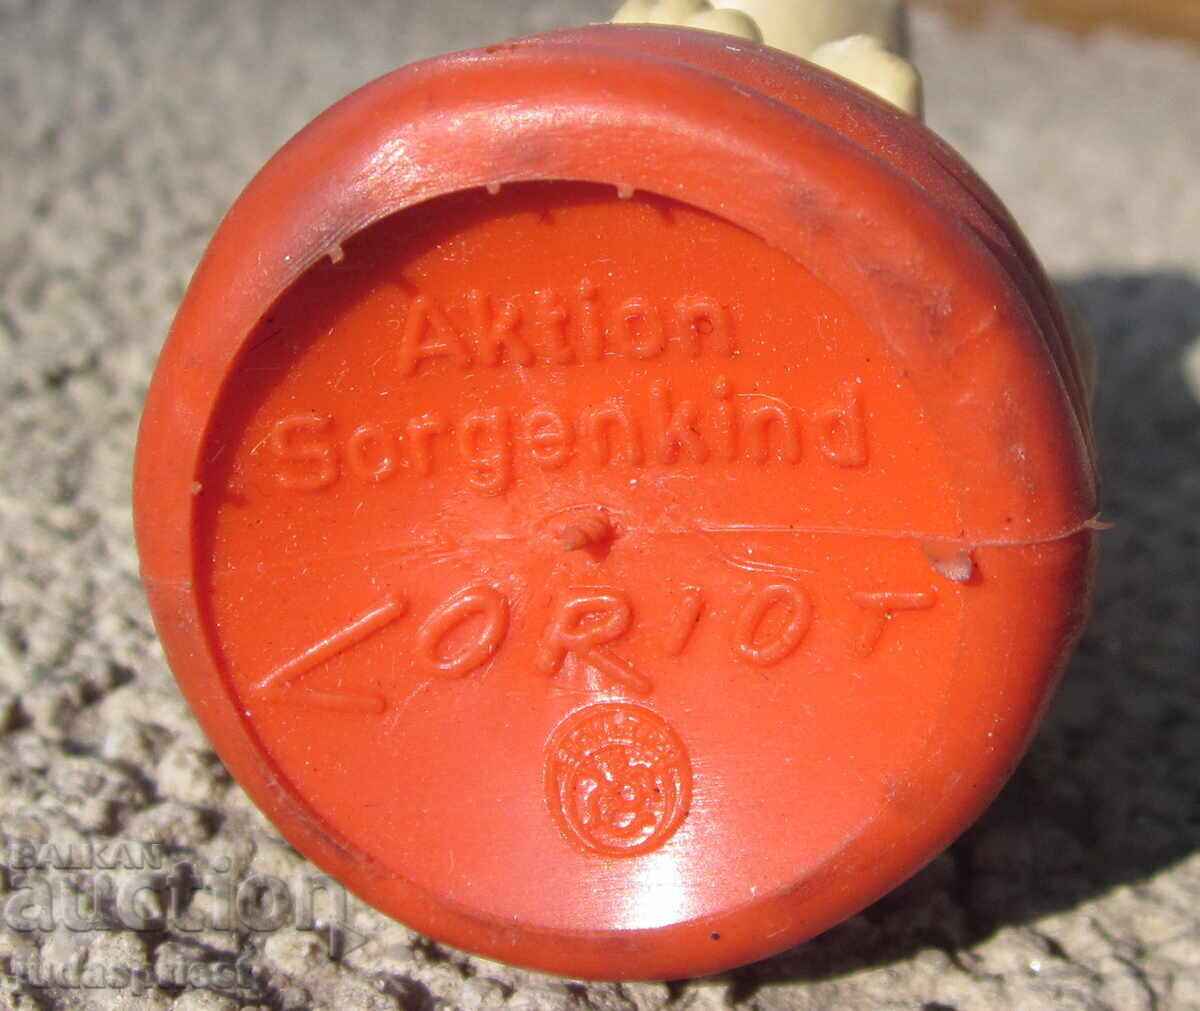 Aktion
Sorgenkind
LORIOT
BALKAN
auction
judaspriest